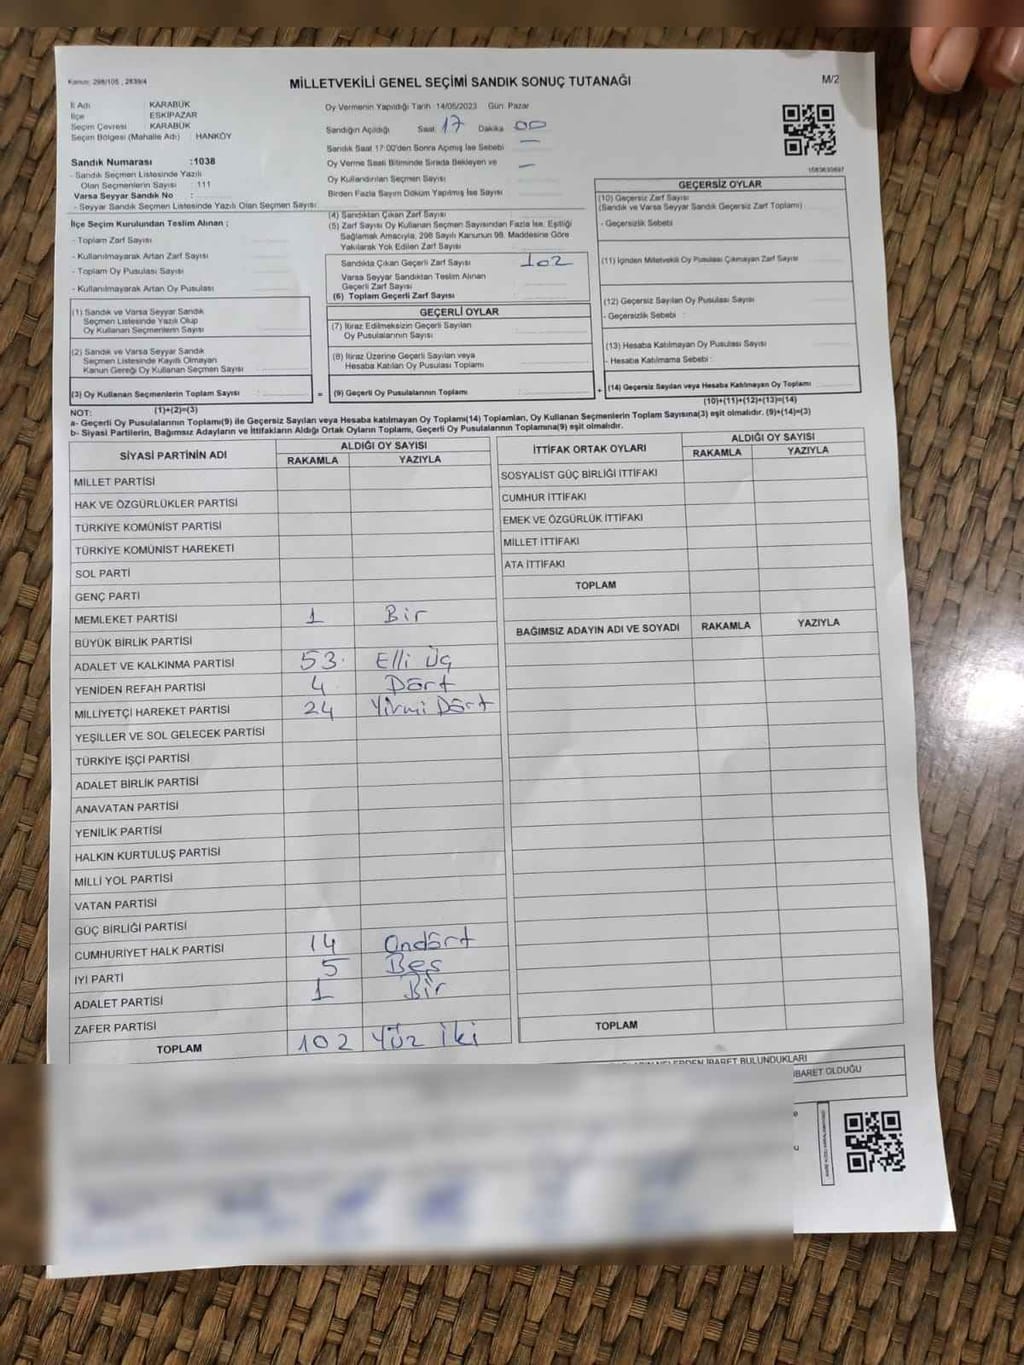 Kanun: 298/105 , 2839/4
MİLLETVEKİLİ GENEL SEÇİMİ SANDIK SONUÇ TUTANAĞI
M/2
İl Adı : KARABÜK
İlçe : ESKİPAZAR
Seçim Çevresi : KARABÜK
Seçim Bölgesi (Mahalle Adı) : HANKÖY
Oy Vermenin Yapıldığı Tarih :14/05/2023 Gün: Pazar
Sandığın Açıldığı Saat: 17 Dakika 00
Sandık Saat 17:00'den Sonra Açılmış İse Sebebi —
Oy Verme Saati Bitiminde Sırada Bekleyen ve —
Oy Kullandırılan Seçmen Sayısı
Birden Fazla Sayım Döküm Yapılmış İse Sayısı
Sandık Numarası :1038
- Sandık Seçmen Listesinde Yazılı
Olan Seçmenlerin Sayısı : 111
Varsa Seyyar Sandık No :
- Seyyar Sandık Seçmen Listesinde Yazılı Olan Seçmen Sayısı:
İlçe Seçim Kurulundan Teslim Alınan ;
- Toplam Zarf Sayısı
- Kullanılmayarak Artan Zarf Sayısı
- Toplam Oy Pusulası Sayısı
- Kullanılmayarak Artan Oy Pusulası
(1) Sandık ve Varsa Seyyar Sandık
Seçmen Listesinde Yazılı Olup
Oy Kullanan Seçmenlerin Sayısı
(2) Sandık ve Varsa Seyyar Sandık
Seçmen Listesinde Kayıtlı Olmayan
Kanun Gereği Oy Kullanan Seçmen Sayısı
(3) Oy Kullanan Seçmenlerin Toplam Sayısı :
(1)+(2)=(3)
(4) Sandıktan Çıkan Zarf Sayısı
(5) Zarf Sayısı Oy Kullanan Seçmen Sayısından Fazla İse, Eşitliği
Sağlamak Amacıyla, 298 Sayılı Kanunun 98. Maddesine Göre
Yakılarak Yok Edilen Zarf Sayısı
Sandıkta Çıkan Geçerli Zarf Sayısı 102
Varsa Seyyar Sandıktan Teslim Alınan
Geçerli Zarf Sayısı
(6) Toplam Geçerli Zarf Sayısı
GEÇERLİ OYLAR
(7) İtiraz Edilmeksizin Geçerli Sayılan
Oy Pusulalarının Sayısı
(8) İtiraz Üzerine Geçerli Sayılan veya
Hesaba Katılan Oy Pusulası Toplamı
= (9) Geçerli Oy Pusulalarının Toplamı
GEÇERSİZ OYLAR
(10) Geçersiz Zarf Sayısı
(Sandık ve Varsa Seyyar Sandık Geçersiz Zarf Toplamı)
- Geçersizlik Sebebi
(11) İçinden Milletvekili Oy Pusulası Çıkmayan Zarf Sayısı
(12) Geçersiz Sayılan Oy Pusulası Sayısı
- Geçersizlik Sebebi :
(13) Hesaba Katılmayan Oy Pusulası Sayısı
- Hesaba Katılmama Sebebi :
+ (14) Geçersiz Sayılan veya Hesaba Katılmayan Oy Toplamı
(10)+(11)+(12)+(13)=(14)
NOT:
a- Geçerli Oy Pusulalarının Toplamı(9) ile Geçersiz Sayılan veya Hesaba katılmayan Oy Toplamı(14) Toplamları, Oy Kullanan Seçmenlerin Toplam Sayısına(3) eşit olmalıdır. (9)+(14)=(3)
b- Siyasi Partilerin, Bağımsız Adayların ve İttifakların Aldığı Ortak Oyların Toplamı, Geçerli Oy Pusulalarının Toplamına(9) eşit olmalıdır.
SİYASİ PARTİNİN ADI ALDIĞI OY SAYISI
RAKAMLA YAZIYLA
MİLLET PARTİSİ
HAK VE ÖZGÜRLÜKLER PARTİSİ
TÜRKİYE KOMÜNİST PARTİSİ
TÜRKİYE KOMÜNİST HAREKETİ
SOL PARTİ
GENÇ PARTİ
MEMLEKET PARTİSİ 1 Bir
BÜYÜK BİRLİK PARTİSİ
ADALET VE KALKINMA PARTİSİ 53 Elli Üç
YENİDEN REFAH PARTİSİ 4 Dört
MİLLİYETÇİ HAREKET PARTİSİ 24 Yirmi Dört
YEŞİLLER VE SOL GELECEK PARTİSİ
TÜRKİYE İŞÇİ PARTİSİ
ADALET BİRLİK PARTİSİ
ANAVATAN PARTİSİ
YENİLİK PARTİSİ
HALKIN KURTULUŞ PARTİSİ
MİLLİ YOL PARTİSİ
VATAN PARTİSİ
GÜÇ BİRLİĞİ PARTİSİ
CUMHURİYET HALK PARTİSİ 14 Ondört
İYİ PARTİ 5 Beş
ADALET PARTİSİ 1 Bir
ZAFER PARTİSİ
TOPLAM 102 Yüz iki
İTTİFAK ORTAK OYLARI ALDIĞI OY SAYISI
RAKAMLA YAZIYLA
SOSYALİST GÜÇ BİRLİĞİ İTTİFAKI
CUMHUR İTTİFAKI
EMEK VE ÖZGÜRLÜK İTTİFAKI
MİLLET İTTİFAKI
ATA İTTİFAKI
TOPLAM
BAĞIMSIZ ADAYIN ADI VE SOYADI RAKAMLA YAZIYLA
TOPLAM
NELERDEN İBARET BULUNDUKLARI
İBARET OLDUĞU